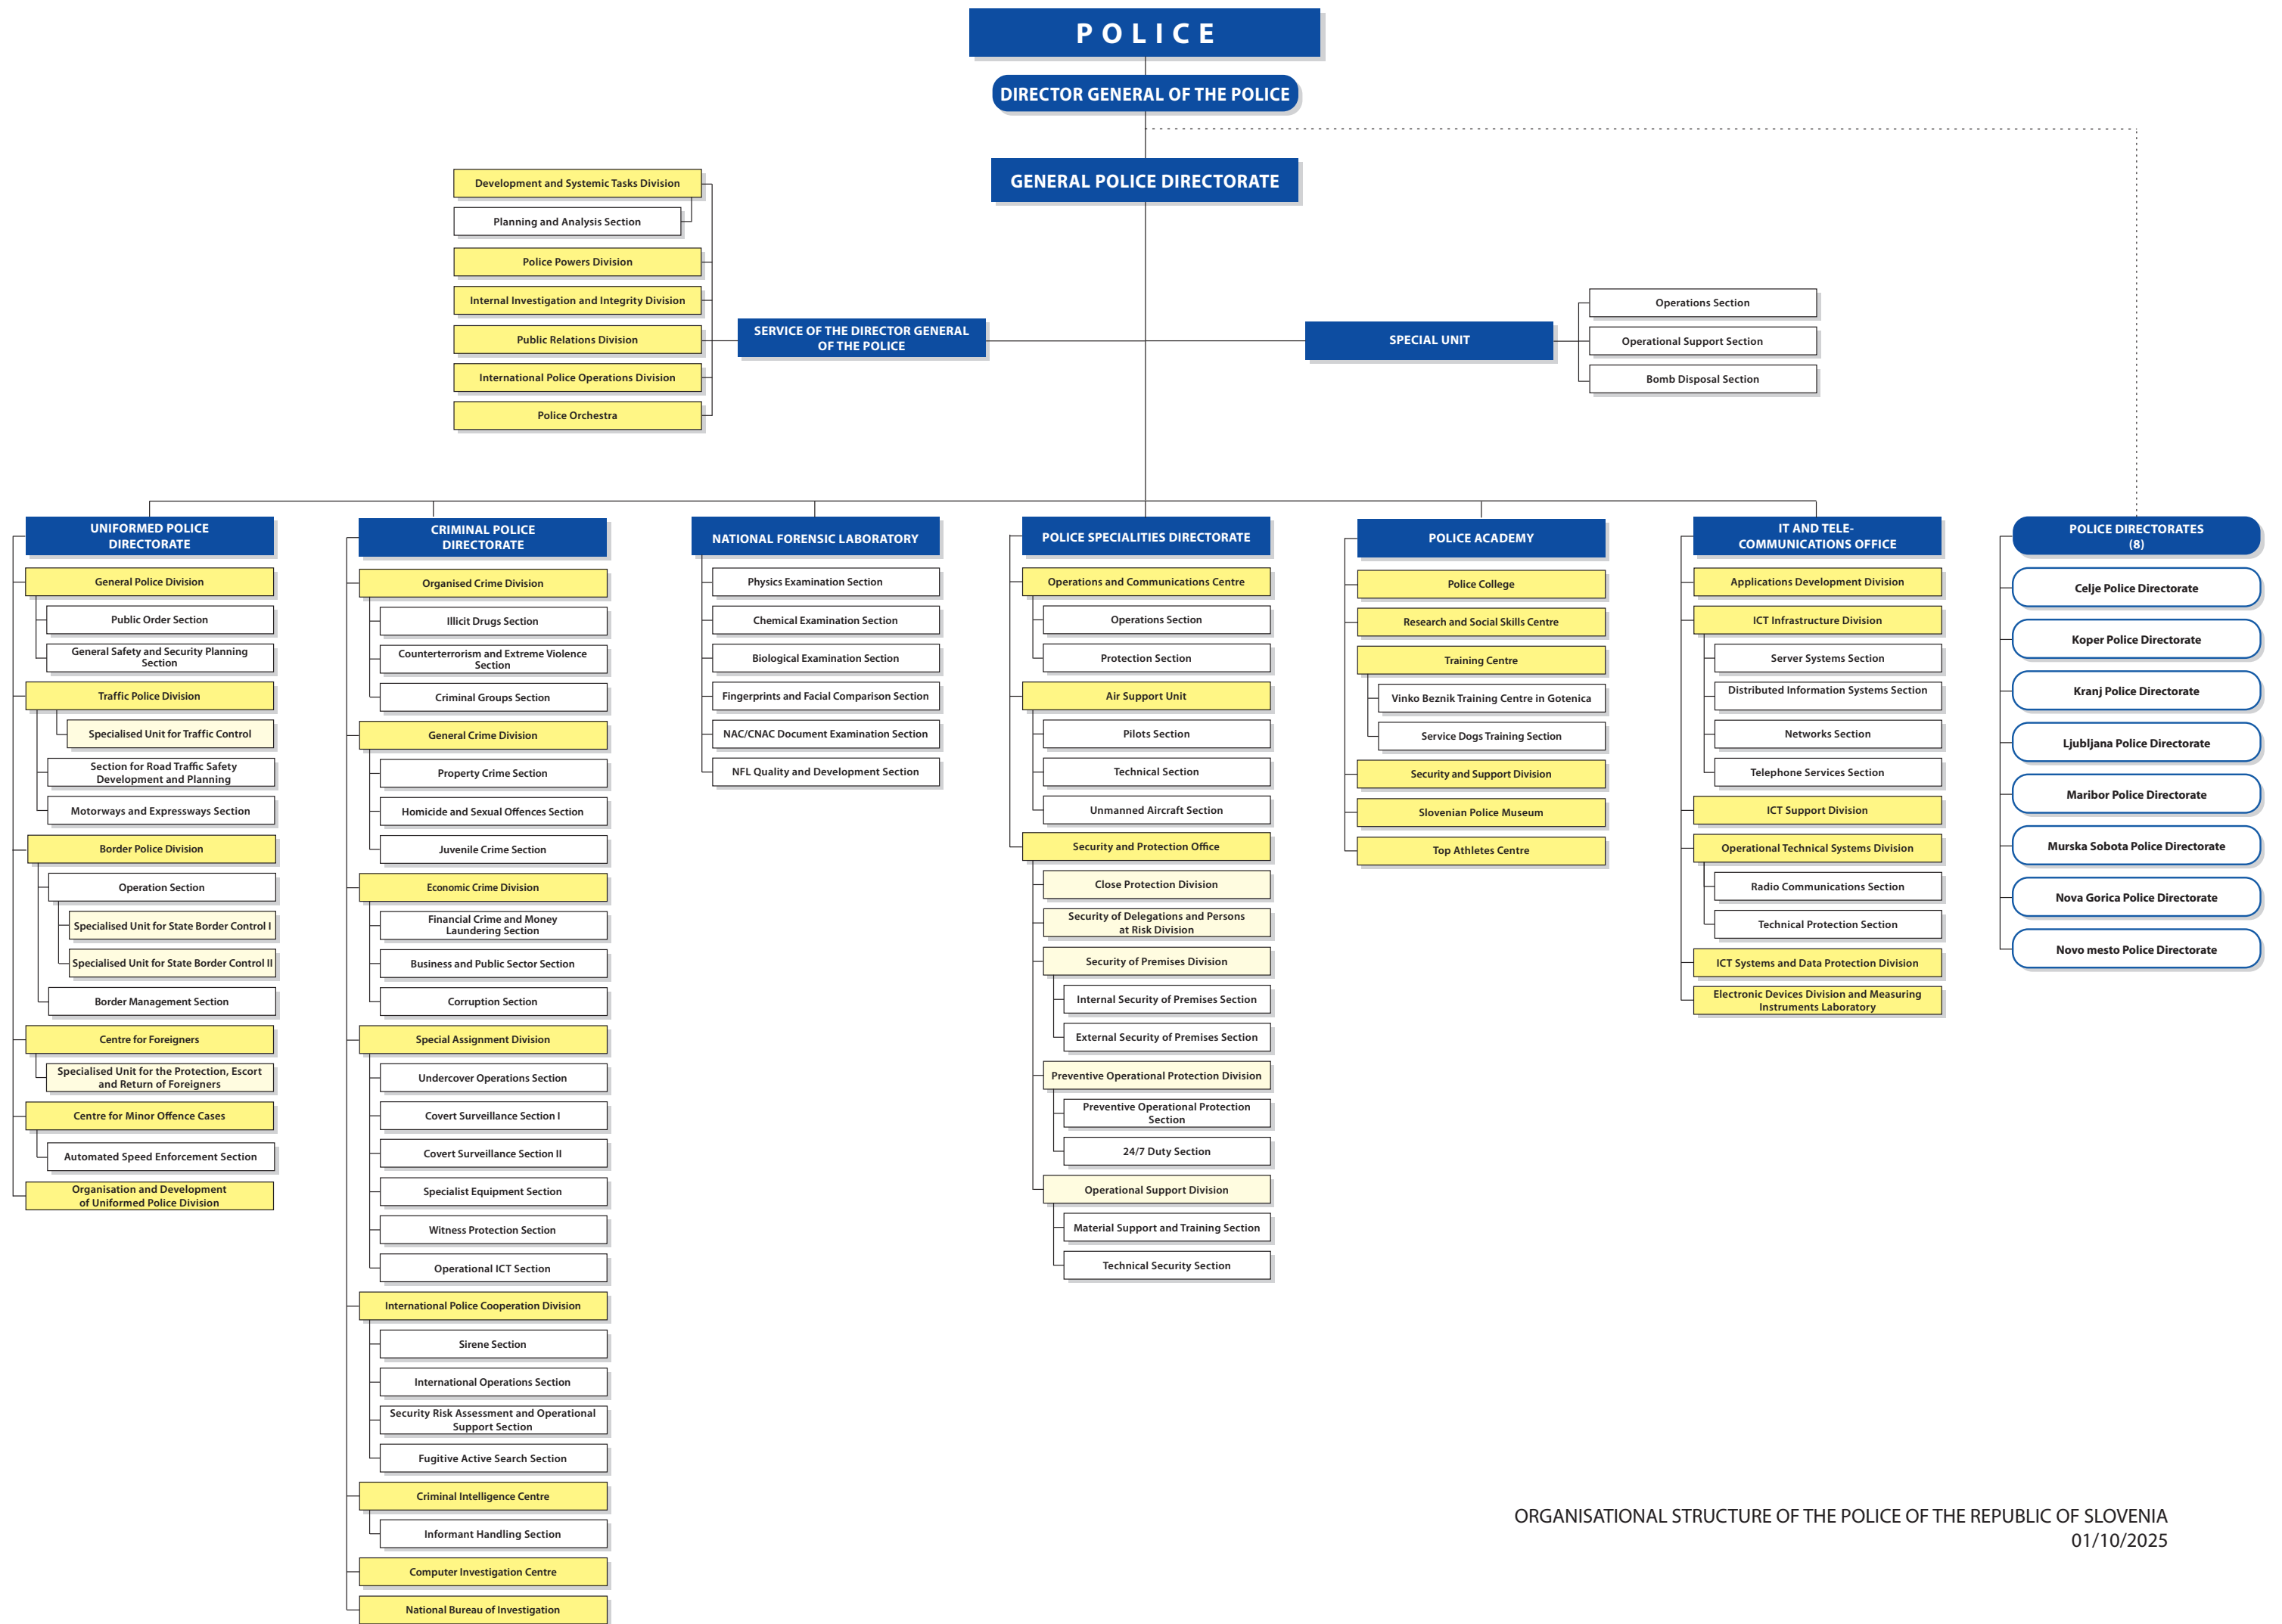 POLICE
DIRECTOR GENERAL OF THE POLICE
GENERAL POLICE DIRECTORATE
Development and Systemic Tasks Division
Planning and Analysis Section
Police Powers Division
Internal Investigation and Integrity Division
Public Relations Division
International Police Operations Division
Police Orchestra
SERVICE OF THE DIRECTOR GENERAL
OF THE POLICE
SPECIAL UNIT
Operations Section
Operational Support Section
Bomb Disposal Section
UNIFORMED POLICE
DIRECTORATE
General Police Division
Public Order Section
General Safety and Security Planning
Section
Traffic Police Division
Specialised Unit for Traffic Control
Section for Road Traffic Safety
Development and Planning
Motorways and Expressways Section
Border Police Division
Operation Section
Specialised Unit for State Border Control I
Specialised Unit for State Border Control II
Border Management Section
Centre for Foreigners
Specialised Unit for the Protection, Escort
and Return of Foreigners
Centre for Minor Offence Cases
Automated Speed Enforcement Section
Organisation and Development
of Uniformed Police Division
CRIMINAL POLICE
DIRECTORATE
Organised Crime Division
Illicit Drugs Section
Counterterrorism and Extreme Violence
Section
Criminal Groups Section
General Crime Division
Property Crime Section
Homicide and Sexual Offences Section
Juvenile Crime Section
Economic Crime Division
Financial Crime and Money
Laundering Section
Business and Public Sector Section
Corruption Section
Special Assignment Division
Undercover Operations Section
Covert Surveillance Section I
Covert Surveillance Section II
Specialist Equipment Section
Witness Protection Section
Operational ICT Section
International Police Cooperation Division
Sirene Section
International Operations Section
Security Risk Assessment and Operational
Support Section
Fugitive Active Search Section
Criminal Intelligence Centre
Informant Handling Section
Computer Investigation Centre
National Bureau of Investigation
NATIONAL FORENSIC LABORATORY
Physics Examination Section
Chemical Examination Section
Biological Examination Section
Fingerprints and Facial Comparison Section
NAC/CNAC Document Examination Section
NFL Quality and Development Section
POLICE SPECIALITIES DIRECTORATE
Operations and Communications Centre
Operations Section
Protection Section
Air Support Unit
Pilots Section
Technical Section
Unmanned Aircraft Section
Security and Protection Office
Close Protection Division
Security of Delegations and Persons
at Risk Division
Security of Premises Division
Internal Security of Premises Section
External Security of Premises Section
Preventive Operational Protection Division
Preventive Operational Protection
Section
24/7 Duty Section
Operational Support Division
Material Support and Training Section
Technical Security Section
POLICE ACADEMY
Police College
Research and Social Skills Centre
Training Centre
Vinko Beznik Training Centre in Gotenica
Service Dogs Training Section
Security and Support Division
Slovenian Police Museum
Top Athletes Centre
IT AND TELE-
COMMUNICATIONS OFFICE
Applications Development Division
ICT Infrastructure Division
Server Systems Section
Distributed Information Systems Section
Networks Section
Telephone Services Section
ICT Support Division
Operational Technical Systems Division
Radio Communications Section
Technical Protection Section
ICT Systems and Data Protection Division
Electronic Devices Division and Measuring
Instruments Laboratory
POLICE DIRECTORATES
(8)
Celje Police Directorate
Koper Police Directorate
Kranj Police Directorate
Ljubljana Police Directorate
Maribor Police Directorate
Murska Sobota Police Directorate
Nova Gorica Police Directorate
Novo mesto Police Directorate
ORGANISATIONAL STRUCTURE OF THE POLICE OF THE REPUBLIC OF SLOVENIA
01/10/2025